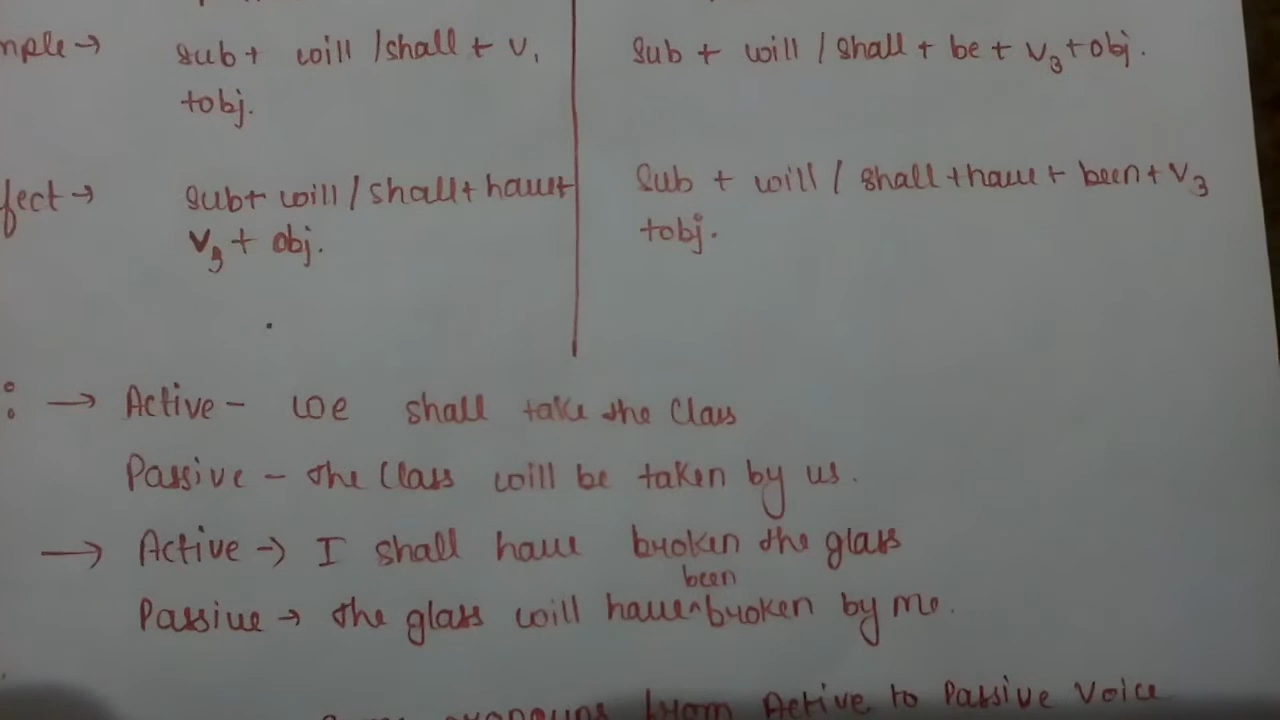 mple → sub + will / shall + V1 sub + will / shall + be + V3 + obj.
+obj.
fect → sub + will / shall + have + sub + will / shall + have + been + V3
V3 + obj. +obj.
: → Active - we shall take the class
Passive - the class will be taken by us.
→ Active → I shall have broken the glass
been
Passive → the glass will have ^ broken by me.
pronouns from Active to Passive Voice